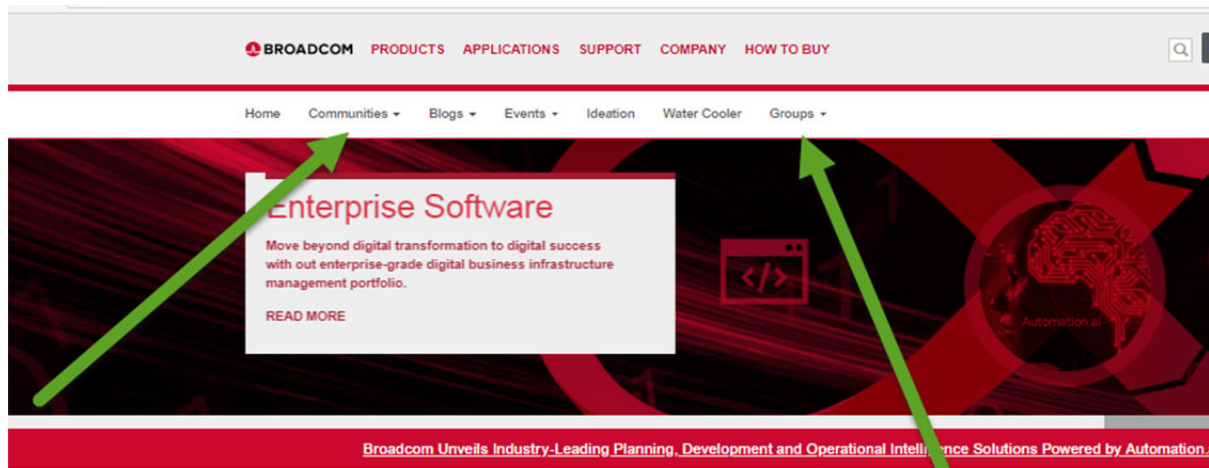 BROADCOM PRODUCTS APPLICATIONS SUPPORT COMPANY HOW TO BUY
Home Communities Blogs Events Ideation Water Cooler Groups
Enterprise Software
Move beyond digital transformation to digital success
with out enterprise-grade digital business infrastructure
management portfolio.
READ MORE
</>
Automation.ai
Broadcom Unveils Industry-Leading Planning, Development and Operational Intelligence Solutions Powered by Automation.